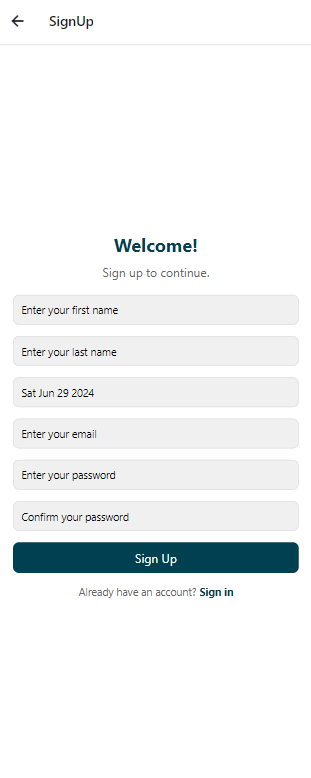 SignUp
Welcome!
Sign up to continue.
Enter your first name
Enter your last name
Sat Jun 29 2024
Enter your email
Enter your password
Confirm your password
Sign Up
Already have an account? Sign in